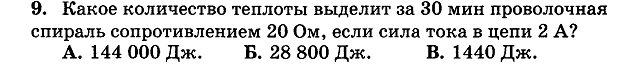 9. Какое количество теплоты выделит за 30 мин проволочная
спираль сопротивлением 20 Ом, если сила тока в цепи 2 А?
А. 144 000 Дж. Б. 28 800 Дж. В. 1440 Дж.